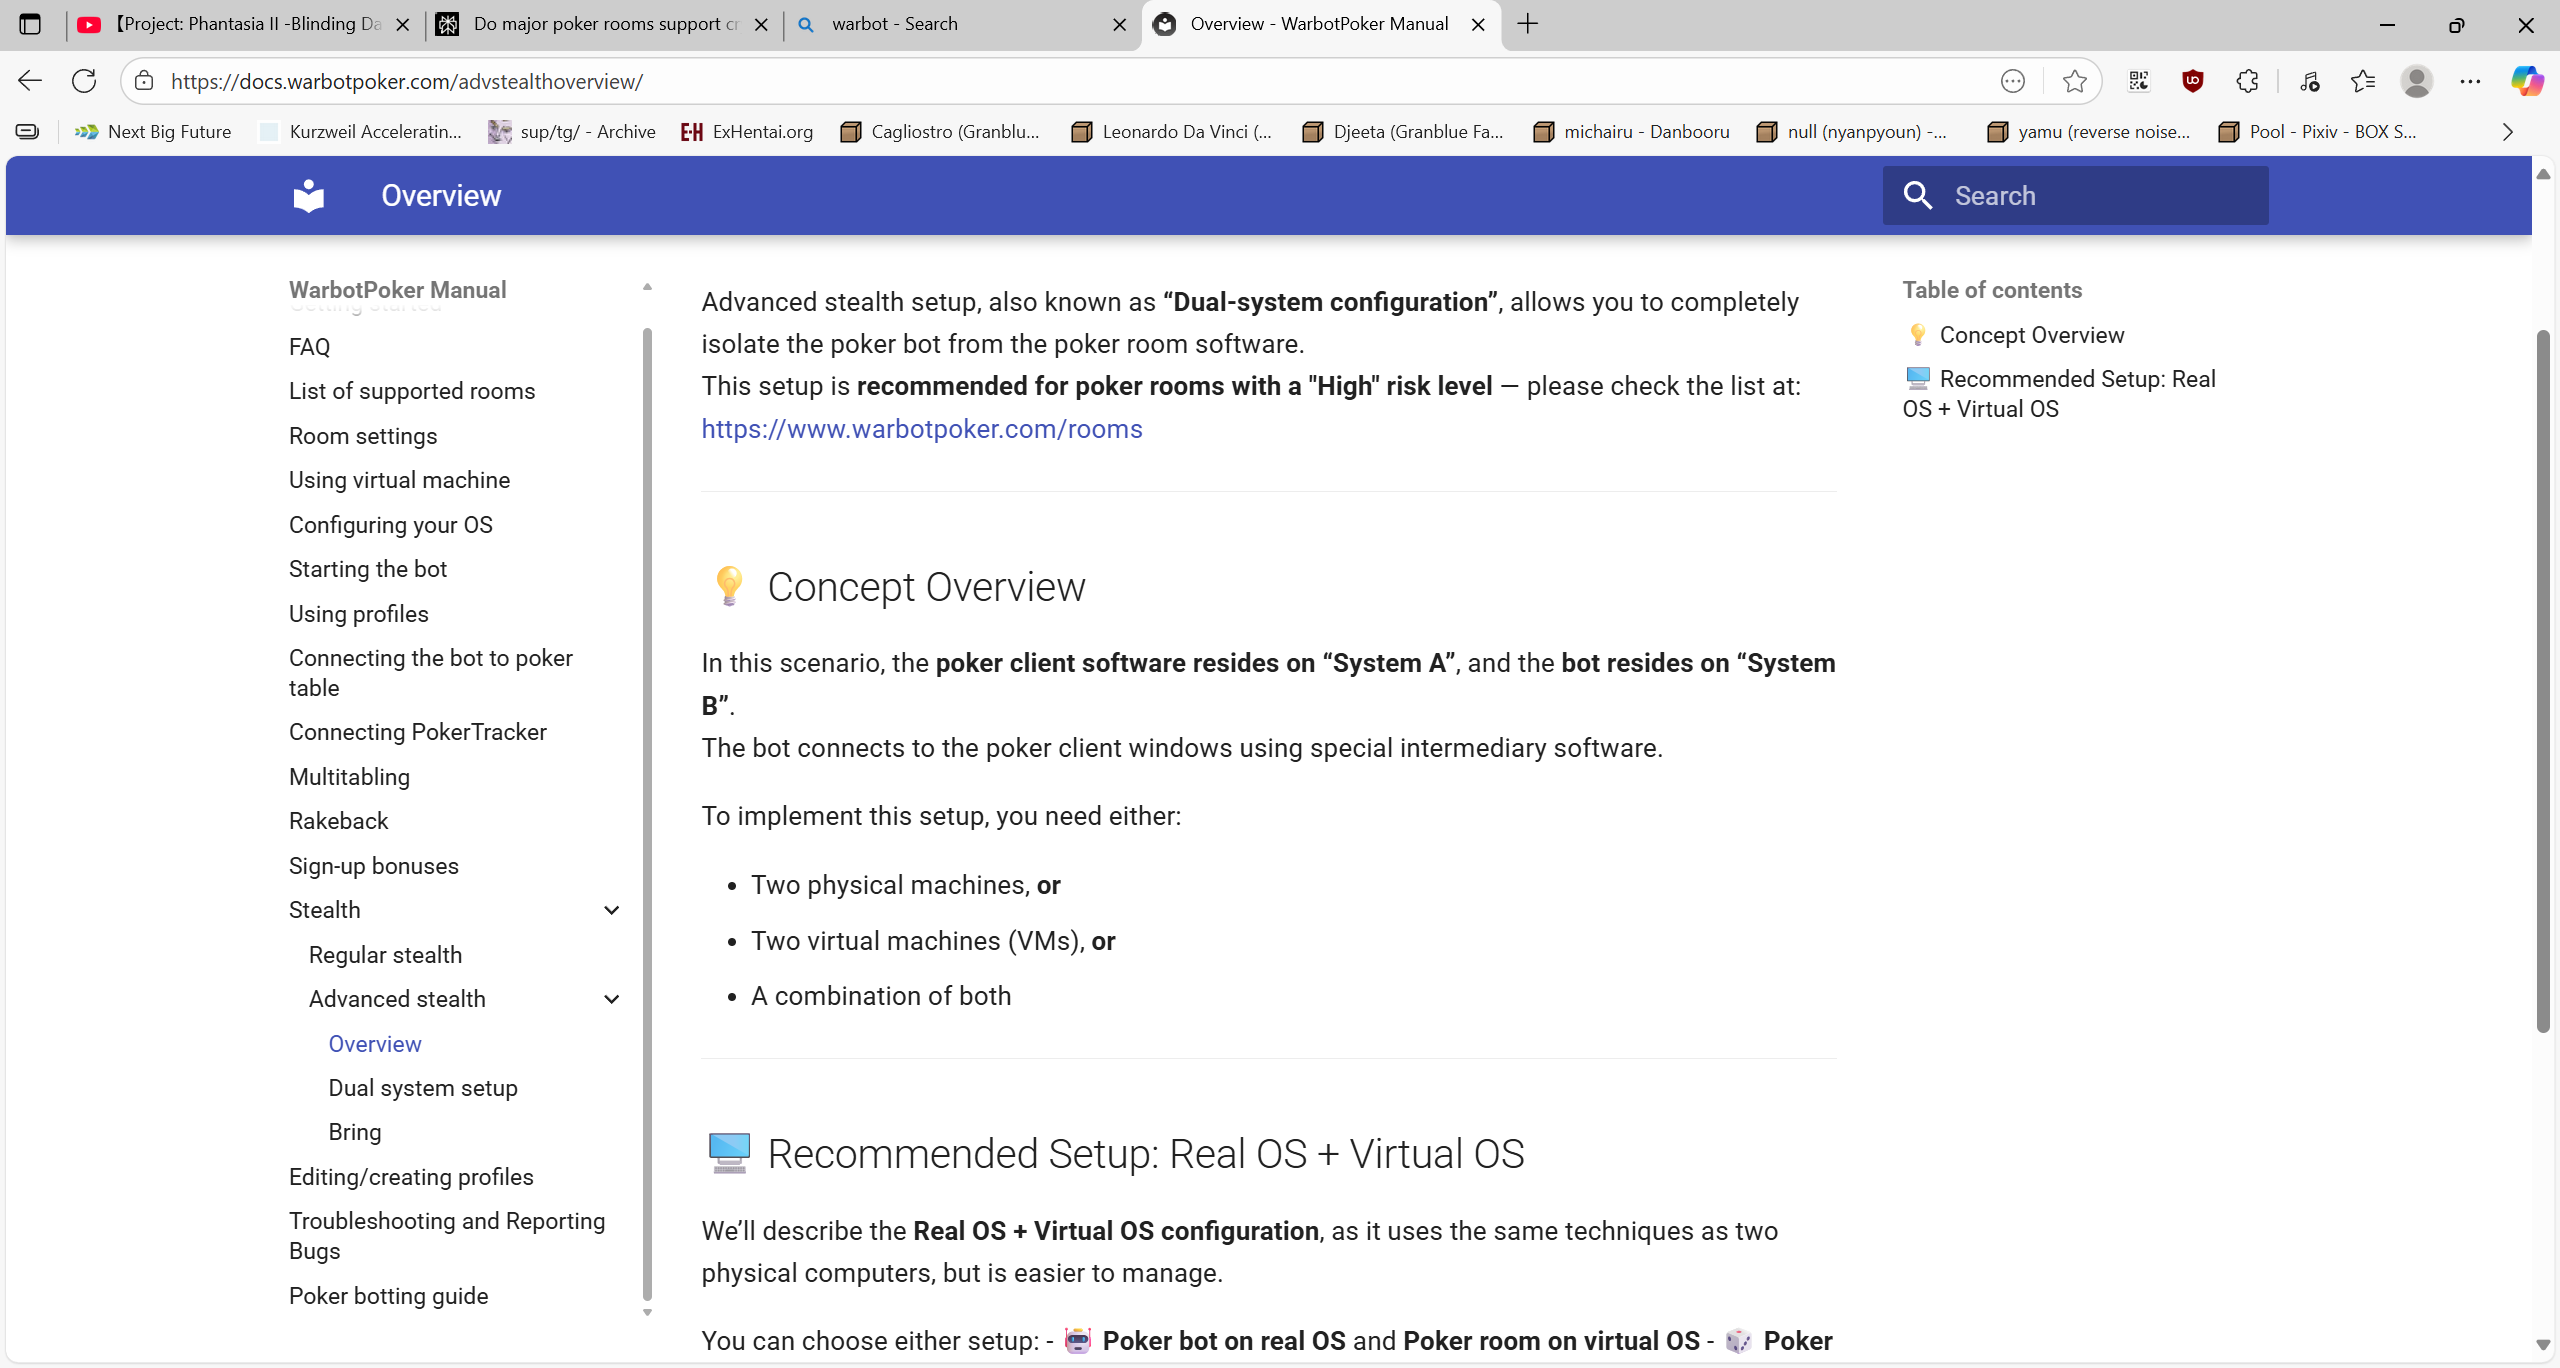 【Project: Phantasia II -Blinding Da
Do major poker rooms support cr
warbot - Search
Overview - WarbotPoker Manual
https://docs.warbotpoker.com/advstealthoverview/
Next Big Future
Kurzweil Acceleratin...
sup/tg/ - Archive
E-H ExHentai.org
Cagliostro (Granblu...
Leonardo Da Vinci (...
Djeeta (Granblue Fa...
michairu - Danbooru
null (nyanpyoun) -...
yamu (reverse noise...
Pool - Pixiv - BOX S...
Overview
Search
WarbotPoker Manual
Getting started
FAQ
List of supported rooms
Room settings
Using virtual machine
Configuring your OS
Starting the bot
Using profiles
Connecting the bot to poker
table
Connecting PokerTracker
Multitabling
Rakeback
Sign-up bonuses
Stealth
Regular stealth
Advanced stealth
Overview
Dual system setup
Bring
Editing/creating profiles
Troubleshooting and Reporting
Bugs
Poker botting guide
Advanced stealth setup, also known as “Dual-system configuration”, allows you to completely
isolate the poker bot from the poker room software.
This setup is recommended for poker rooms with a "High" risk level — please check the list at:
https://www.warbotpoker.com/rooms
💡 Concept Overview
In this scenario, the poker client software resides on “System A”, and the bot resides on “System
B”.
The bot connects to the poker client windows using special intermediary software.
To implement this setup, you need either:
• Two physical machines, or
• Two virtual machines (VMs), or
• A combination of both
🖥️ Recommended Setup: Real OS + Virtual OS
We’ll describe the Real OS + Virtual OS configuration, as it uses the same techniques as two
physical computers, but is easier to manage.
You can choose either setup: - 🤖 Poker bot on real OS and Poker room on virtual OS - 🎲 Poker
Table of contents
💡 Concept Overview
🖥️ Recommended Setup: Real
OS + Virtual OS